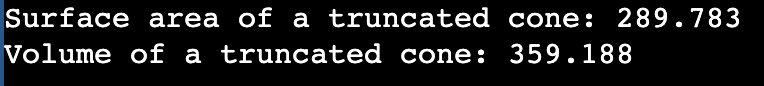 Surface area of a truncated cone: 289.783
Volume of a truncated cone: 359.188